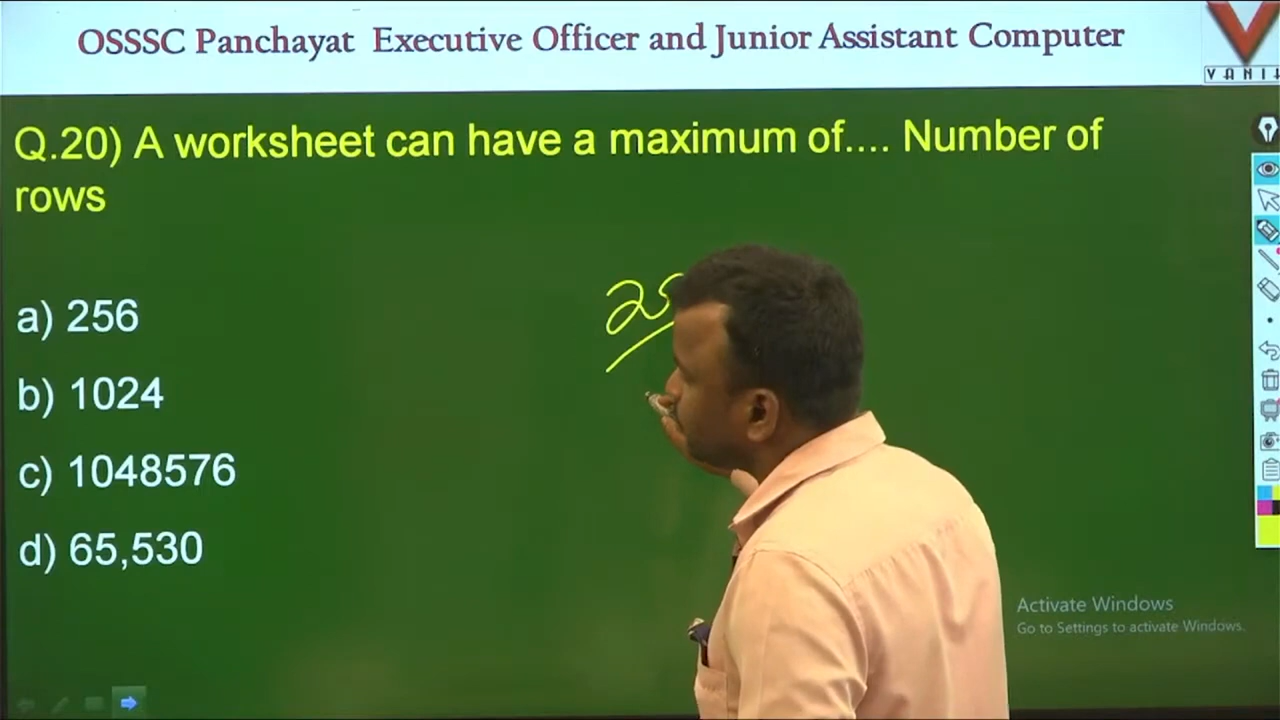 OSSSC Panchayat Executive Officer and Junior Assistant Computer
Q.20) A worksheet can have a maximum of.... Number of
rows
a) 256
b) 1024
c) 1048576
d) 65,530
Activate Windows
Go to Settings to activate Windows.